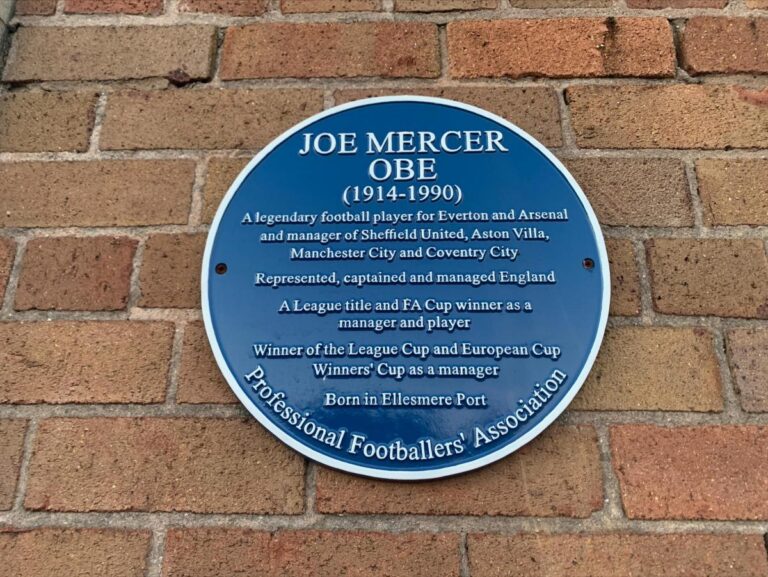 JOE MERCER
OBE
(1914-1990)
A legendary football player for Everton and Arsenal
and manager of Sheffield United, Aston Villa,
Manchester City and Coventry City
Represented, captained and managed England
A League title and FA Cup winner as a
manager and player
Winner of the League Cup and European Cup
Winners' Cup as a manager
Born in Ellesmere Port
Professional Footballers' Association